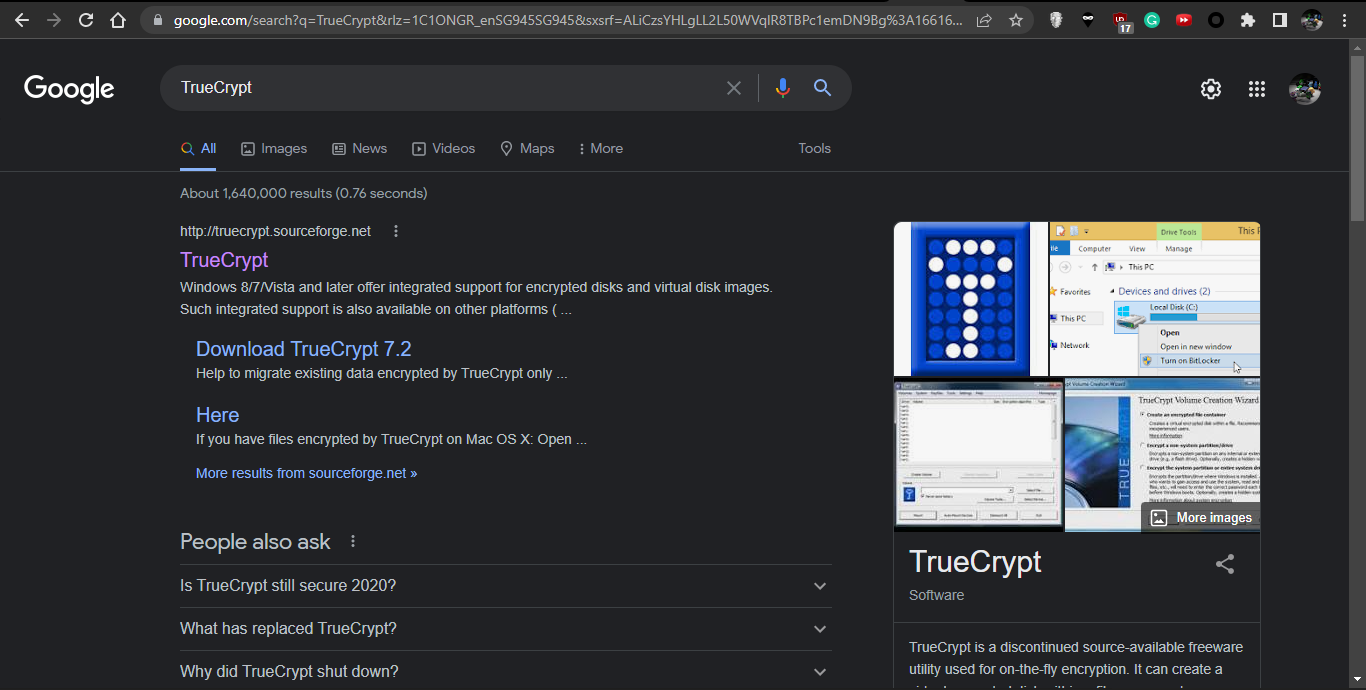 google.com/search?q=TrueCrypt&rlz=1C1ONGR_enSG945SG945&sxsrf=ALiCzsYHLgLL2L50WVqIR8TBPc1emDN9Bg%3A16616...
17
Google
TrueCrypt
All Images News Videos Maps More Tools
About 1,640,000 results (0.76 seconds)
http://truecrypt.sourceforge.net
TrueCrypt
Windows 8/7/Vista and later offer integrated support for encrypted disks and virtual disk images.
Such integrated support is also available on other platforms ( ...
Download TrueCrypt 7.2
Help to migrate existing data encrypted by TrueCrypt only ...
Here
If you have files encrypted by TrueCrypt on Mac OS X: Open ...
More results from sourceforge.net »
People also ask
Is TrueCrypt still secure 2020?
What has replaced TrueCrypt?
Why did TrueCrypt shut down?
Drive Tools
This P
Computer View Manage
This PC
Favorites
Devices and drives (2)
Local Disk (C:)
This PC
Open
Open in new window
Network
Turn on BitLocker
TrueCrypt Volume Creation Wizard
Create an encrypted file container
Encrypt a non-system partition/drive
Encrypt the system partition or entire system
TRUECRYPT
More images
TrueCrypt
Software
TrueCrypt is a discontinued source-available freeware
utility used for on-the-fly encryption. It can create a